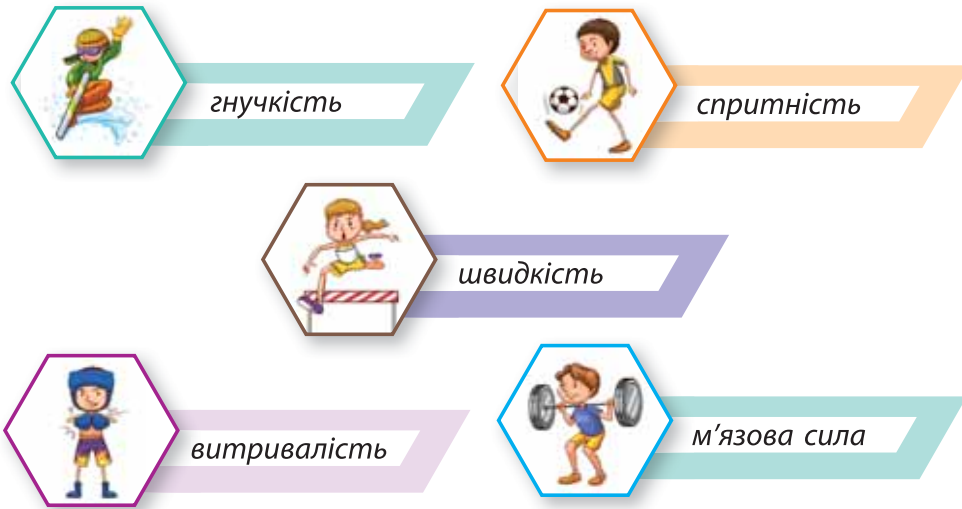 гнучкість
спритність
швидкість
витривалість
м’язова сила